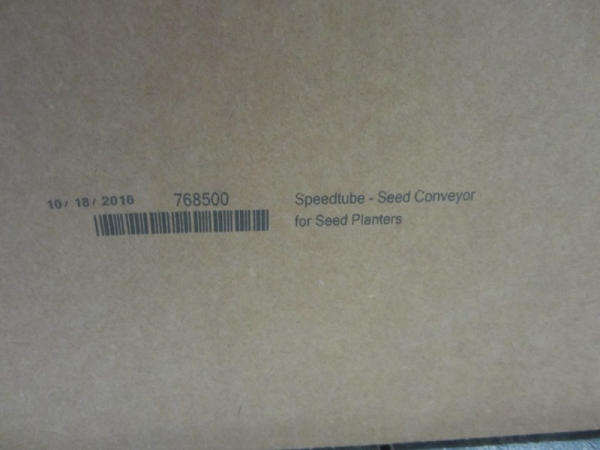 10/ 18/ 2016 768500 Speedtube - Seed Conveyor
for Seed Planters